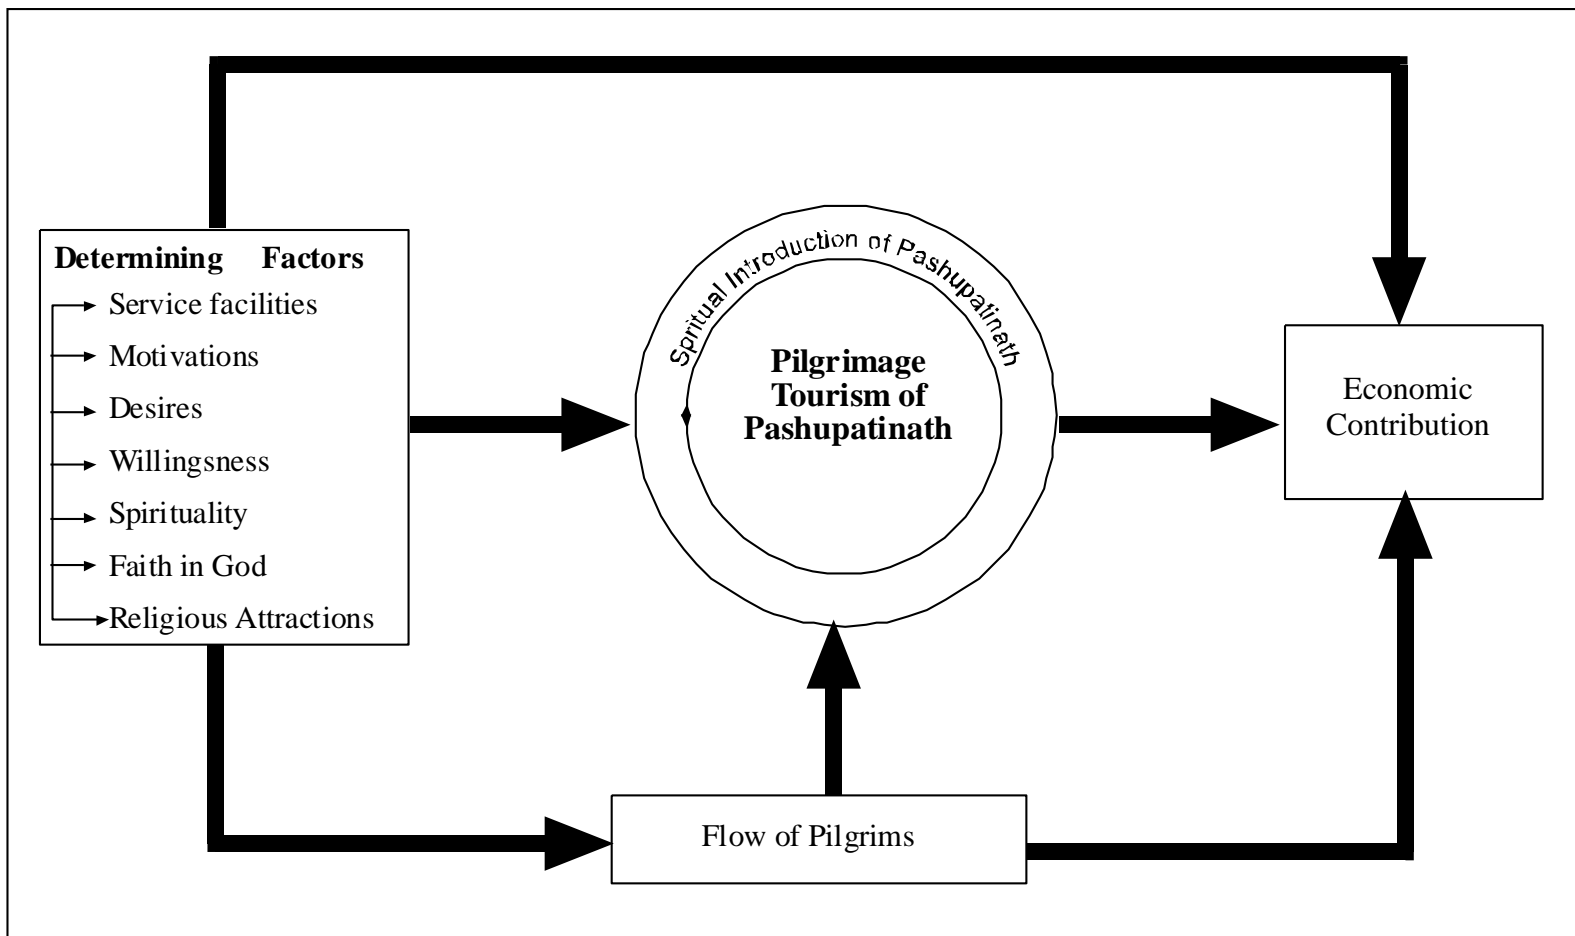 Determining Factors
Service facilities
Motivations
Desires
Willingsness
Spirituality
Faith in God
Religious Attractions
Spritual Introduction of Pashupatinath
Pilgrimage
Tourism of
Pashupatinath
Economic
Contribution
Flow of Pilgrims